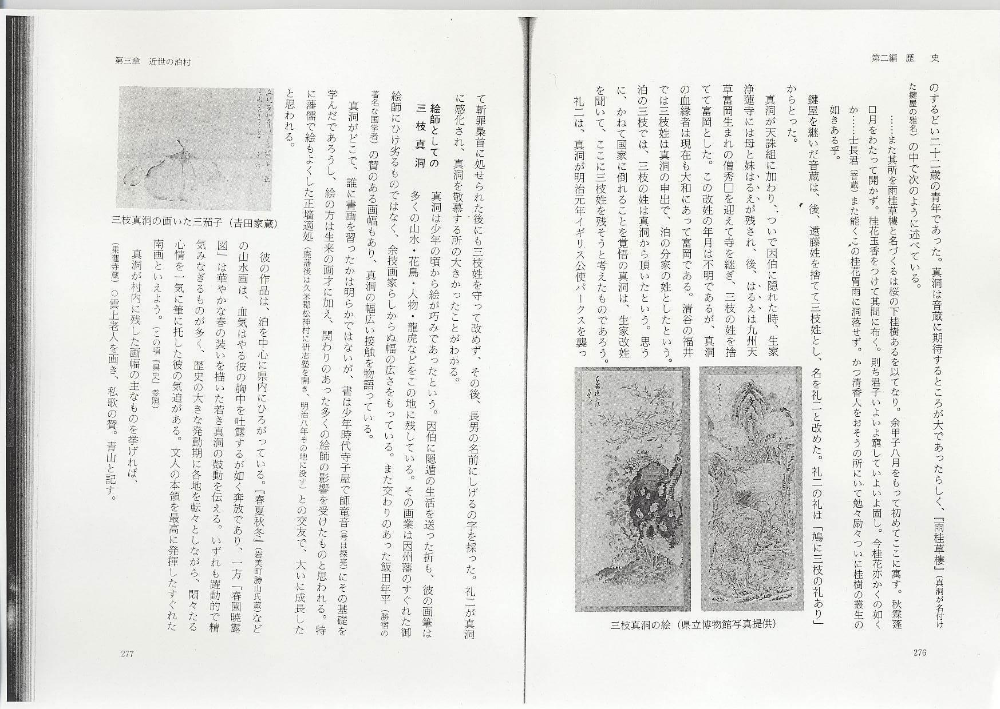 第二編　歴　　史
のするどい二十二歳の青年であった。真洞は音蔵に期待するところが大であったらしく、『雨桂草樓』（真洞が名付け
た鍵屋の雅名）の中で次のように述べている。
……また其所を雨桂草樓と名づくるは桜の下桂樹あるを以てなり。余甲子八月をもって初めてここに寓す。秋霖蓬
口月をわたって開かず。桂花玉香をつけて其間に布く。則ち君子いよいよ窮していよいよ固し。今桂花亦かくの如く
か……士長君（音蔵）また能くこの桂花冑雨に洞落せず。かつ清香人をおそうの所にいて勉々励々ついに桂樹の叢生の
如きある乎。
鍵屋を継いだ音蔵は、後、遠藤姓を捨てて三枝姓とし、名を礼二と改めた。礼二の礼は「鳩に三枝の礼あり」
からとった。
真洞が天誅組に加わり、ついで因伯に隠れた時、生家
浄蓮寺には母と妹はるえが残され、後、はるえは九州天
草富岡生まれの僧秀□を迎えて寺を継ぎ、三枝の姓を捨
てて富岡とした。この改姓の年月は不明であるが、真洞
の血縁者は現在も大和にあって富岡である。清谷の福井
では三枝姓は真洞の申出で、泊の分家の姓としたという。
泊の三枝では、三枝の姓は真洞から頂いたという。思う
に、かねて国家に倒れることを覚悟の真洞は、生家改姓
を聞いて、ここに三枝姓を残そうと考えたものであろう。
礼二は、真洞が明治元年イギリス公使パークスを襲っ
三枝真洞の絵（県立博物館写真提供）
276
第三章　近世の泊村
て斬罪梟首に処せられた後にも三枝姓を守って改めず、その後、長男の名前にしげるの字を採った。礼二が真洞
に感化され、真洞を敬慕する所の大きかったことがわかる。
絵師としての
三枝真洞
真洞は少年の頃から絵が巧みであったという。因伯に隠遁の生活を送った折も、彼の画筆は
多くの山水・花鳥・人物・龍虎などをこの地に残している。その画業は因州藩のすぐれた御
絵師にひけ劣るものではなく、余技画家らしからぬ幅の広さをもっている。また交わりのあった飯田年平（勝宿の
著名な国学者）の賛のある画幅もあり、真洞の幅広い接触を物語っている。
真洞がどこで、誰に書画を習ったかは明らかではないが、書は少年時代寺子屋で師竜音（号は探亮）にその基礎を
学んだであろうし、絵の方は生来の画才に加え、関わりのあった多くの絵師の影響を受けたものと思われる。特
に藩儒で絵もよくした正墻適処（廃藩後は久米郡松神村に研志塾を開き、明治八年その地に没す）との交友で、大いに成長した
と思われる。
三枝真洞の画いた三茄子（吉田家蔵）
彼の作品は、泊を中心に県内にひろがっている。『春夏秋冬』（岩美町勝山氏蔵）など
の山水画は、血気はやる彼の胸中を吐露するが如く奔放であり、一方「春園暁露
図」は華やかな春の装いを描いた若き真洞の鼓動を伝える。いずれも躍動的で精
気みなぎるものが多く、歴史の大きな発動期に各地を転々としながら、悶々たる
心情を一気に筆に托した彼の気迫がある。文人の本領を最高に発揮したすぐれた
南画といえよう。（この項『県史』参照）
真洞が村内に残した画幅の主なものを挙げれば、
（乗蓮寺蔵）○雲上老人を画き、私歌の賛。青山と記す。
277